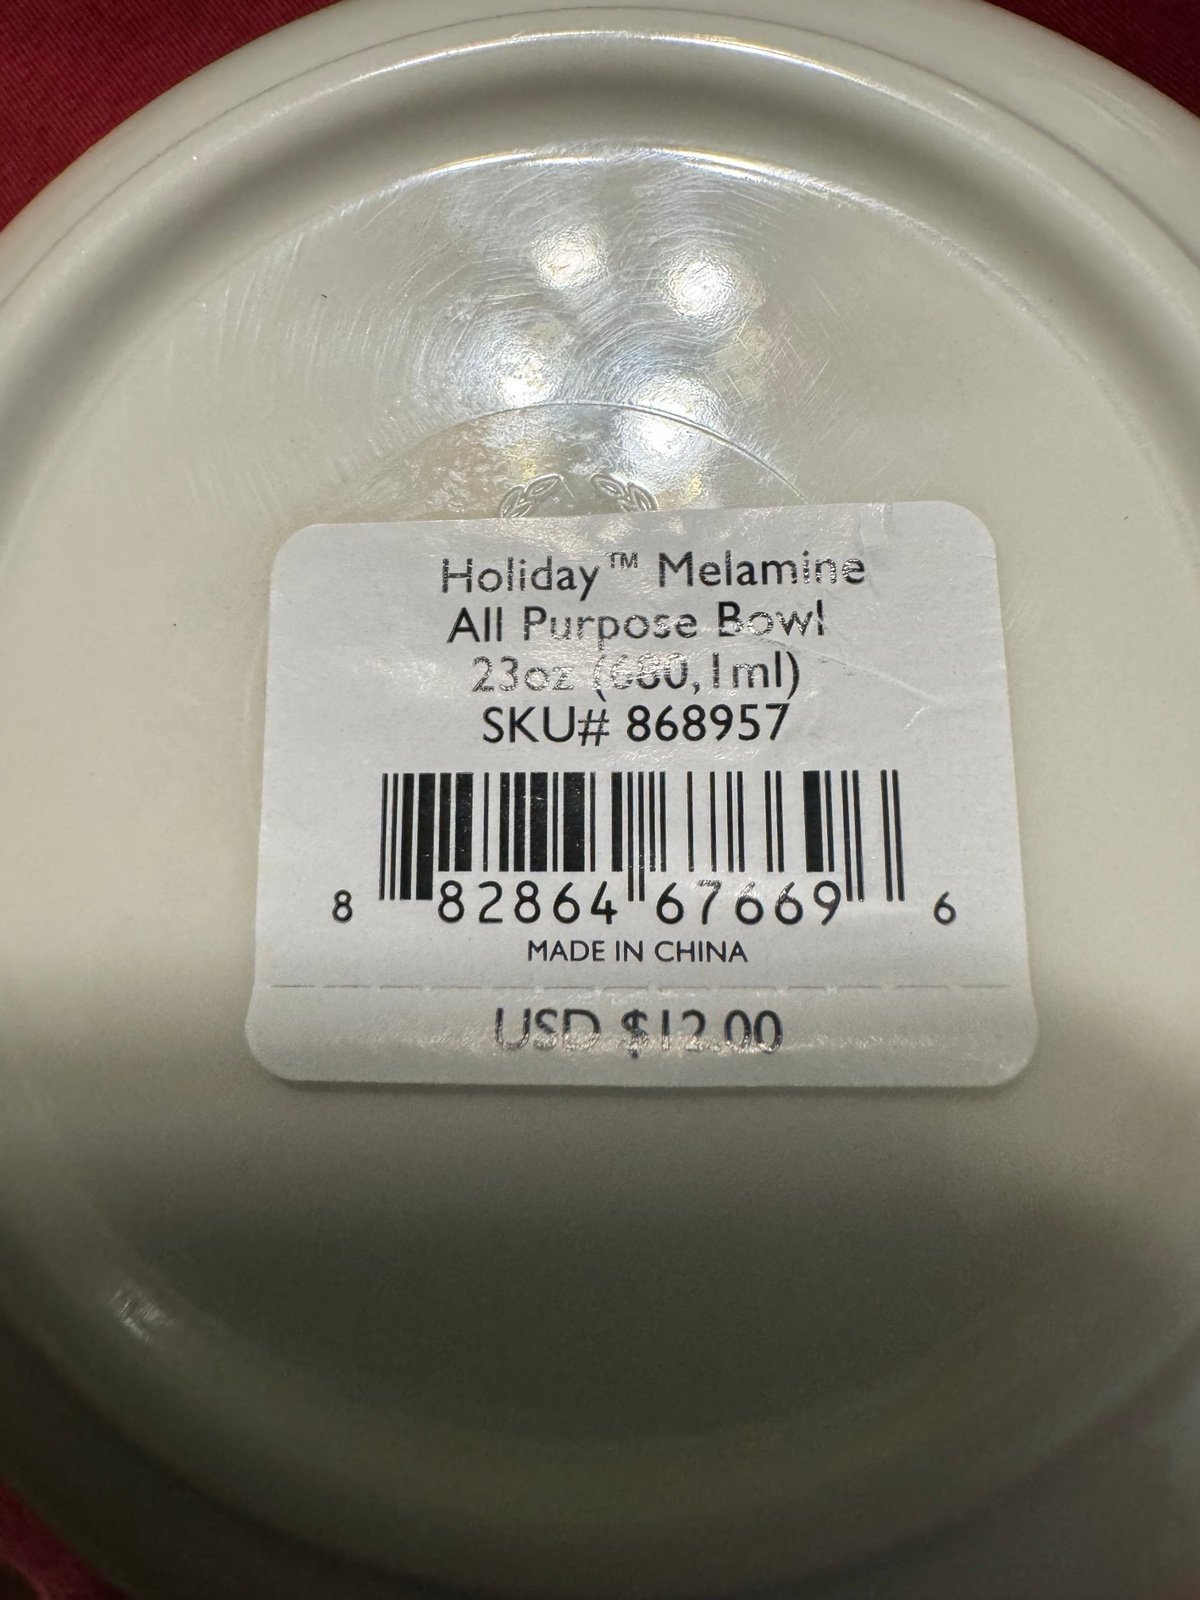 Holiday™ Melamine
All Purpose Bowl
23oz (680,1ml)
SKU# 868957
8 82864 67669 6
MADE IN CHINA
USD $12.00